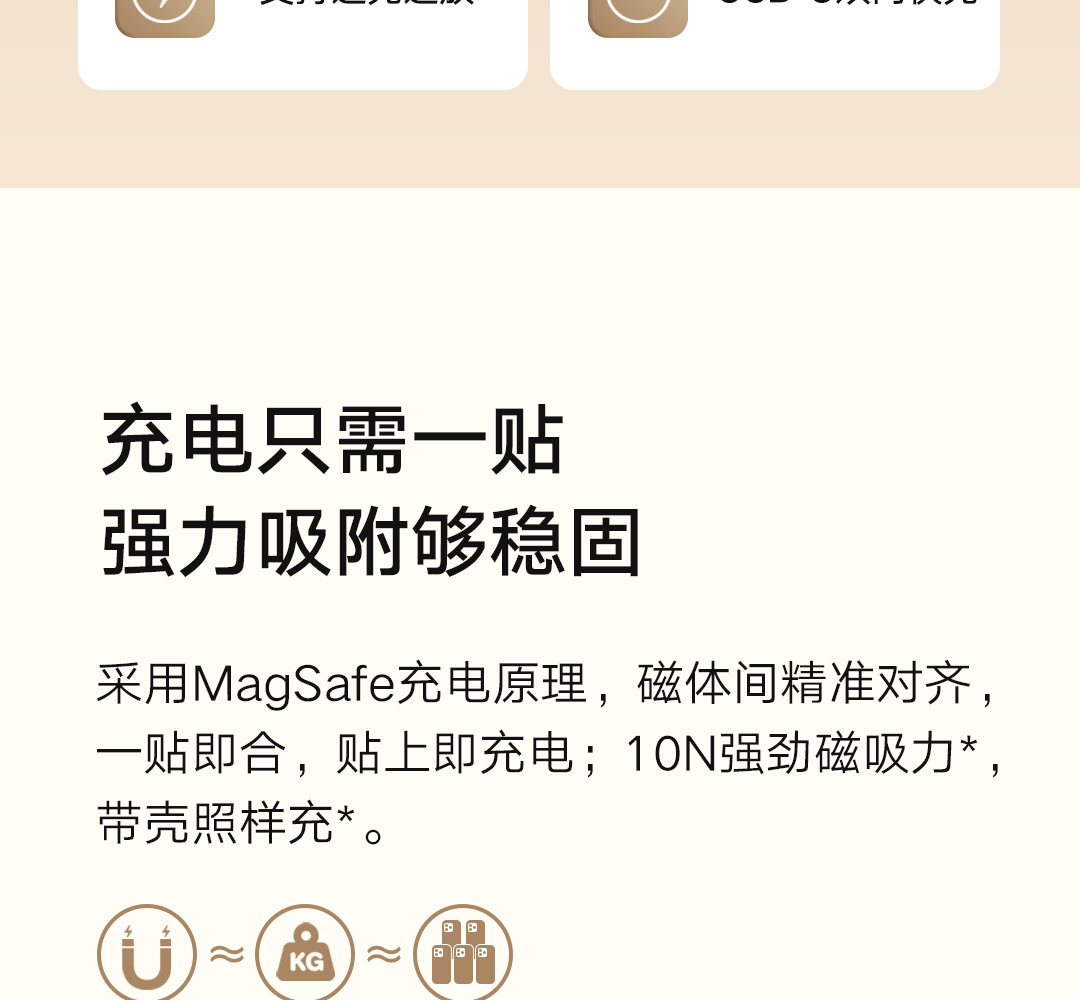 充电只需一贴
强力吸附够稳固
采用MagSafe充电原理，磁体间精准对齐，
一贴即合，贴上即充电；10N强劲磁吸力*，
带壳照样充*。
≈ KG ≈